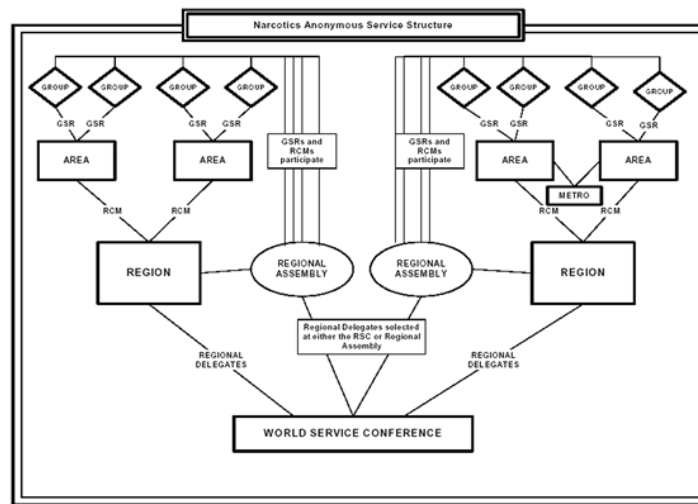 Narcotics Anonymous Service Structure
GROUP GROUP GROUP GROUP
GROUP GROUP GROUP GROUP
GSR GSR GSR GSR
GSR GSR GSR GSR
GSRs and
RCMs
participate
GSRs and
RCMs
participate
AREA AREA
AREA AREA
METRO
RCM RCM
RCM RCM
REGION
REGIONAL
ASSEMBLY
REGIONAL
ASSEMBLY
REGION
Regional Delegates selected
at either the RSC or Regional
Assembly
REGIONAL
DELEGATES
REGIONAL
DELEGATES
WORLD SERVICE CONFERENCE